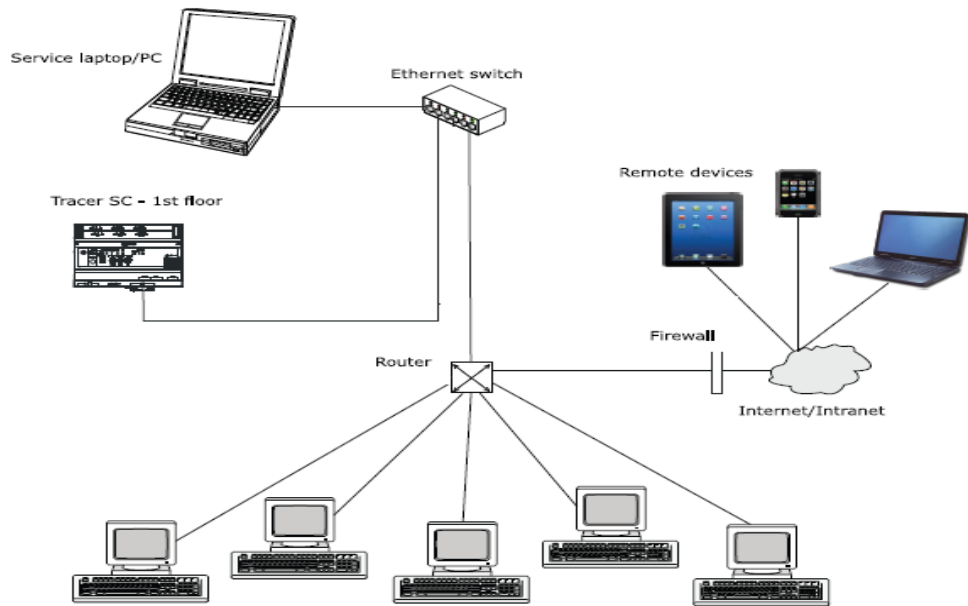 Service laptop/PC
Ethernet switch
Remote devices
Tracer SC - 1st floor
Firewall
Router
Internet/Intranet